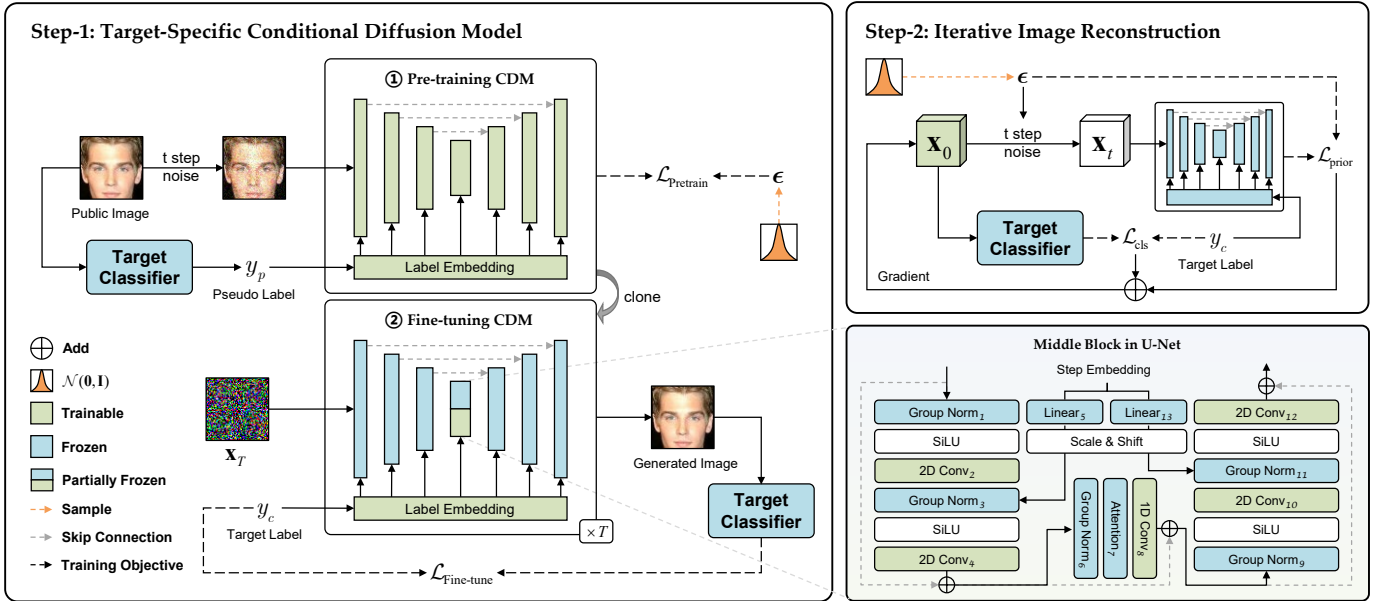 Step-1: Target-Specific Conditional Diffusion Model
① Pre-training CDM
t step
noise
Public Image
Target
Classifier
y_p
Pseudo Label
Label Embedding
ℒ_Pretrain
ϵ
clone
② Fine-tuning CDM
Add
𝒩(0, I)
Trainable
Frozen
Partially Frozen
Sample
Skip Connection
Training Objective
X_T
y_c
Target Label
Label Embedding
×T
Generated Image
Target
Classifier
ℒ_Fine-tune
Step-2: Iterative Image Reconstruction
ϵ
X_0
t step
noise
X_t
ℒ_prior
Target
Classifier
ℒ_cls
y_c
Target Label
Gradient
Middle Block in U-Net
Step Embedding
Group Norm_1
Linear_5
Linear_13
2D Conv_12
SiLU
Scale & Shift
SiLU
2D Conv_2
Group Norm_11
Group Norm_3
2D Conv_10
SiLU
SiLU
2D Conv_4
Group Norm_6
Attention_7
1D Conv_8
Group Norm_9